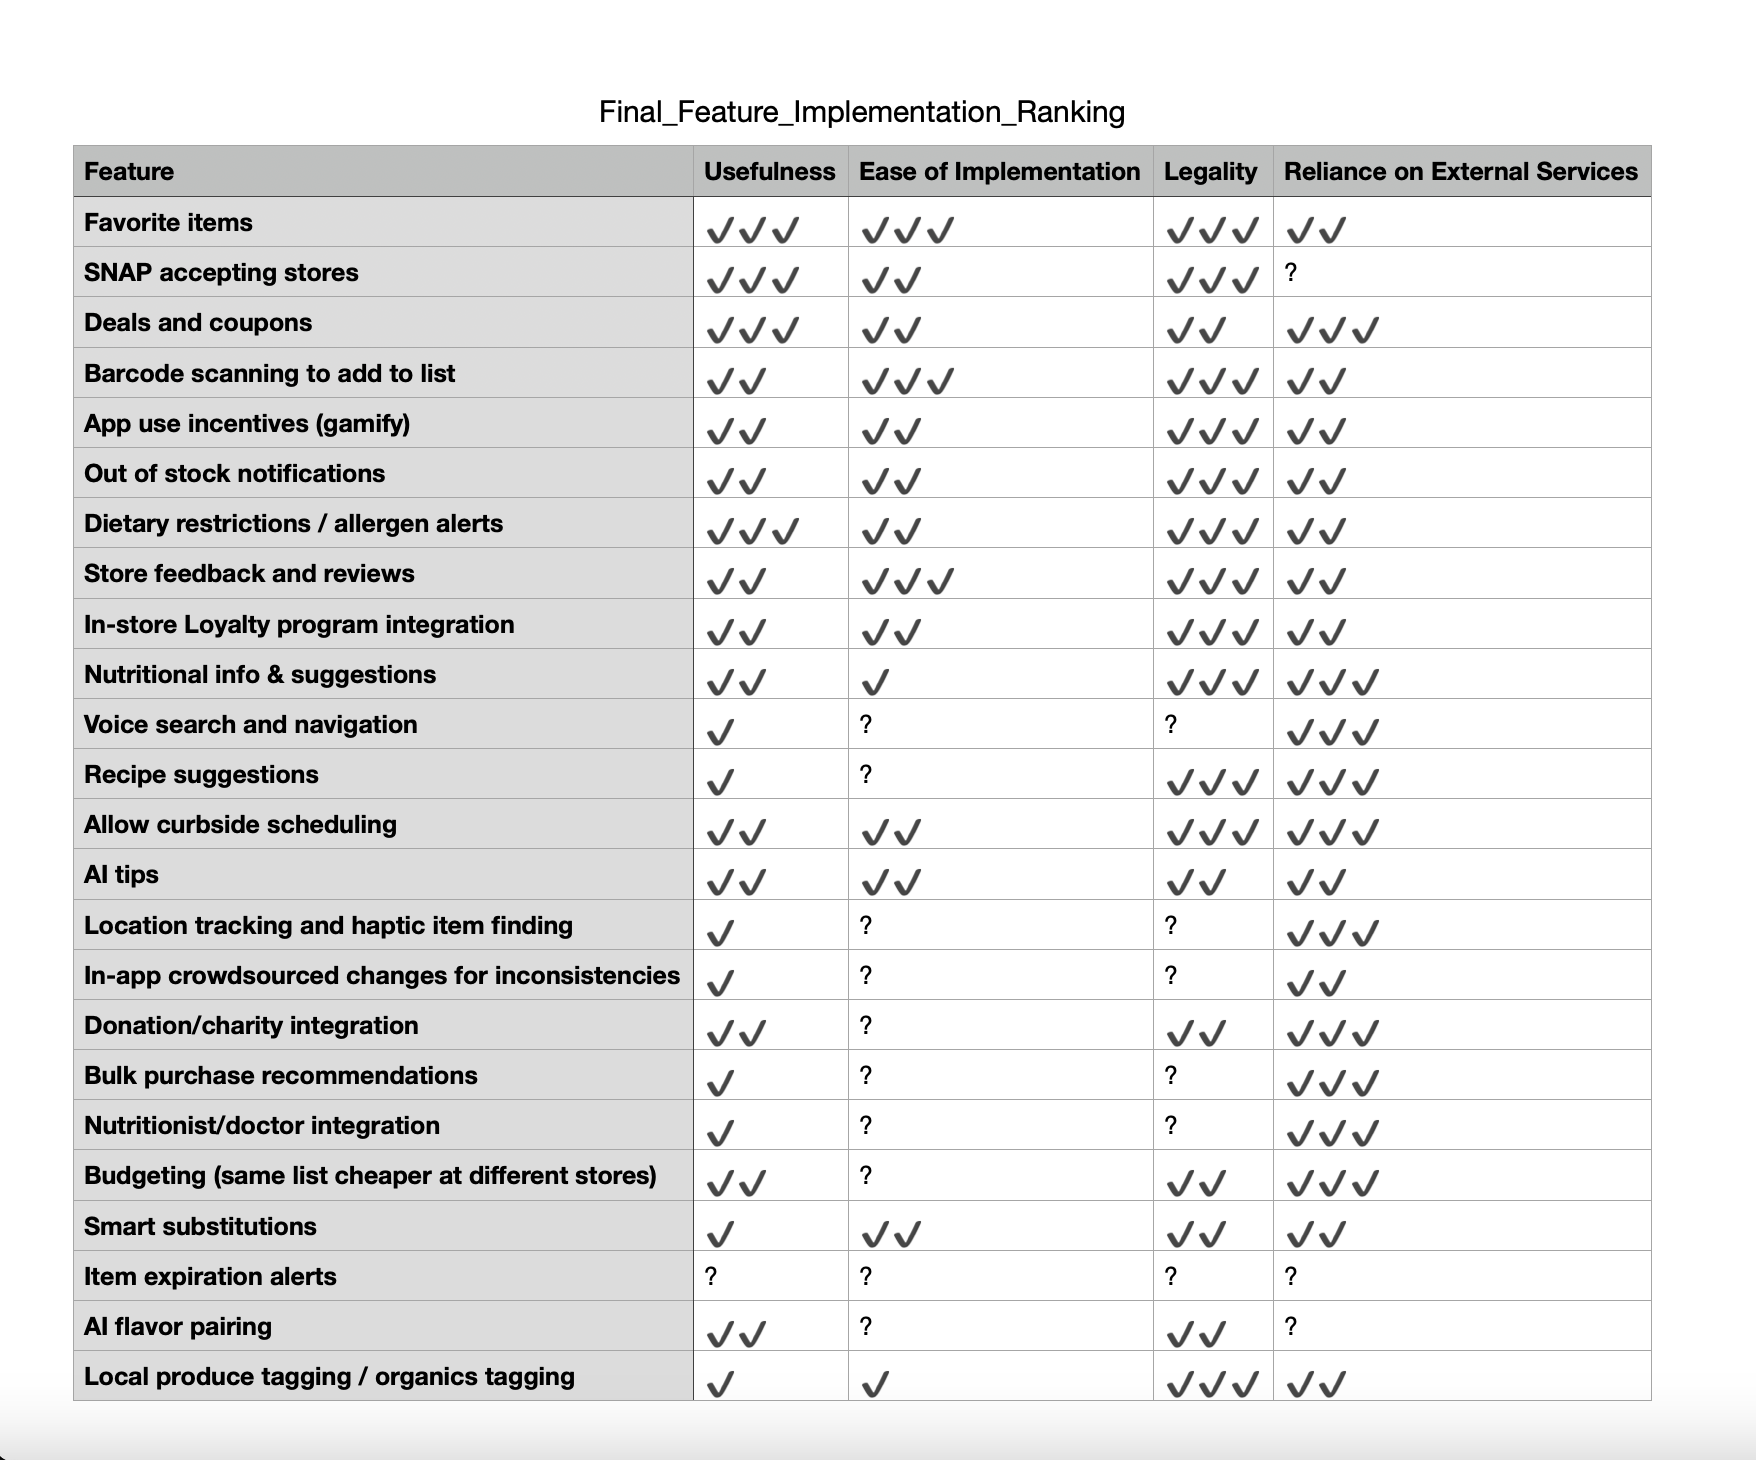 Final_Feature_Implementation_Ranking
Feature Usefulness Ease of Implementation Legality Reliance on External Services
Favorite items ✓✓✓ ✓✓✓ ✓✓✓ ✓✓
SNAP accepting stores ✓✓✓ ✓✓ ✓✓✓ ?
Deals and coupons ✓✓✓ ✓✓ ✓✓ ✓✓✓
Barcode scanning to add to list ✓✓ ✓✓✓ ✓✓✓ ✓✓
App use incentives (gamify) ✓✓ ✓✓ ✓✓✓ ✓✓
Out of stock notifications ✓✓ ✓✓ ✓✓✓ ✓✓
Dietary restrictions / allergen alerts ✓✓✓ ✓✓ ✓✓✓ ✓✓
Store feedback and reviews ✓✓ ✓✓✓ ✓✓✓ ✓✓
In-store Loyalty program integration ✓✓ ✓✓ ✓✓✓ ✓✓
Nutritional info & suggestions ✓✓ ✓ ✓✓✓ ✓✓✓
Voice search and navigation ✓ ? ? ✓✓✓
Recipe suggestions ✓ ? ✓✓✓ ✓✓✓
Allow curbside scheduling ✓✓ ✓✓ ✓✓✓ ✓✓✓
AI tips ✓✓ ✓✓ ✓✓ ✓✓
Location tracking and haptic item finding ✓ ? ? ✓✓✓
In-app crowdsourced changes for inconsistencies ✓ ? ? ✓✓
Donation/charity integration ✓✓ ? ✓✓ ✓✓✓
Bulk purchase recommendations ✓ ? ? ✓✓✓
Nutritionist/doctor integration ✓ ? ? ✓✓✓
Budgeting (same list cheaper at different stores) ✓✓ ? ✓✓ ✓✓✓
Smart substitutions ✓ ✓✓ ✓✓ ✓✓
Item expiration alerts ? ? ? ?
AI flavor pairing ✓✓ ? ✓✓ ?
Local produce tagging / organics tagging ✓ ✓ ✓✓✓ ✓✓